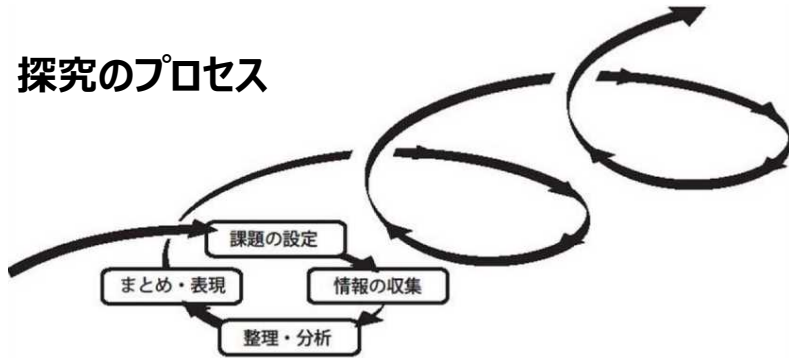 探究のプロセス
課題の設定
まとめ・表現
情報の収集
整理・分析